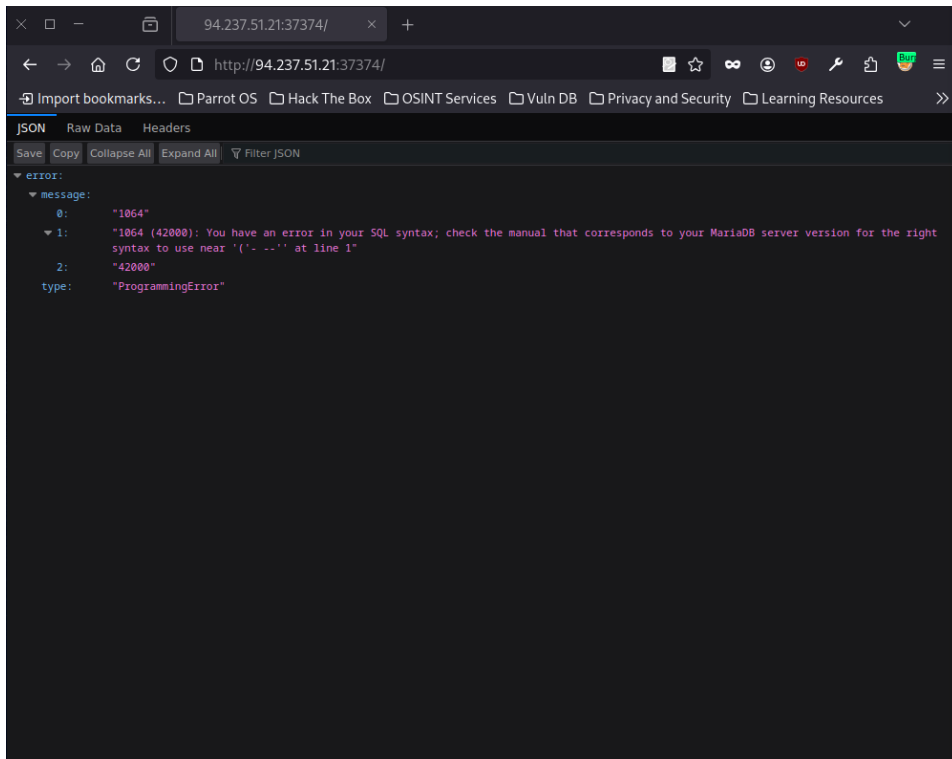 94.237.51.21:37374/
http://94.237.51.21:37374/
Bur
Import bookmarks... Parrot OS Hack The Box OSINT Services Vuln DB Privacy and Security Learning Resources
JSON Raw Data Headers
Save Copy Collapse All Expand All Filter JSON
error:
message:
0: "1064"
1: "1064 (42000): You have an error in your SQL syntax; check the manual that corresponds to your MariaDB server version for the right
syntax to use near '('- --'' at line 1"
2: "42000"
type: "ProgrammingError"